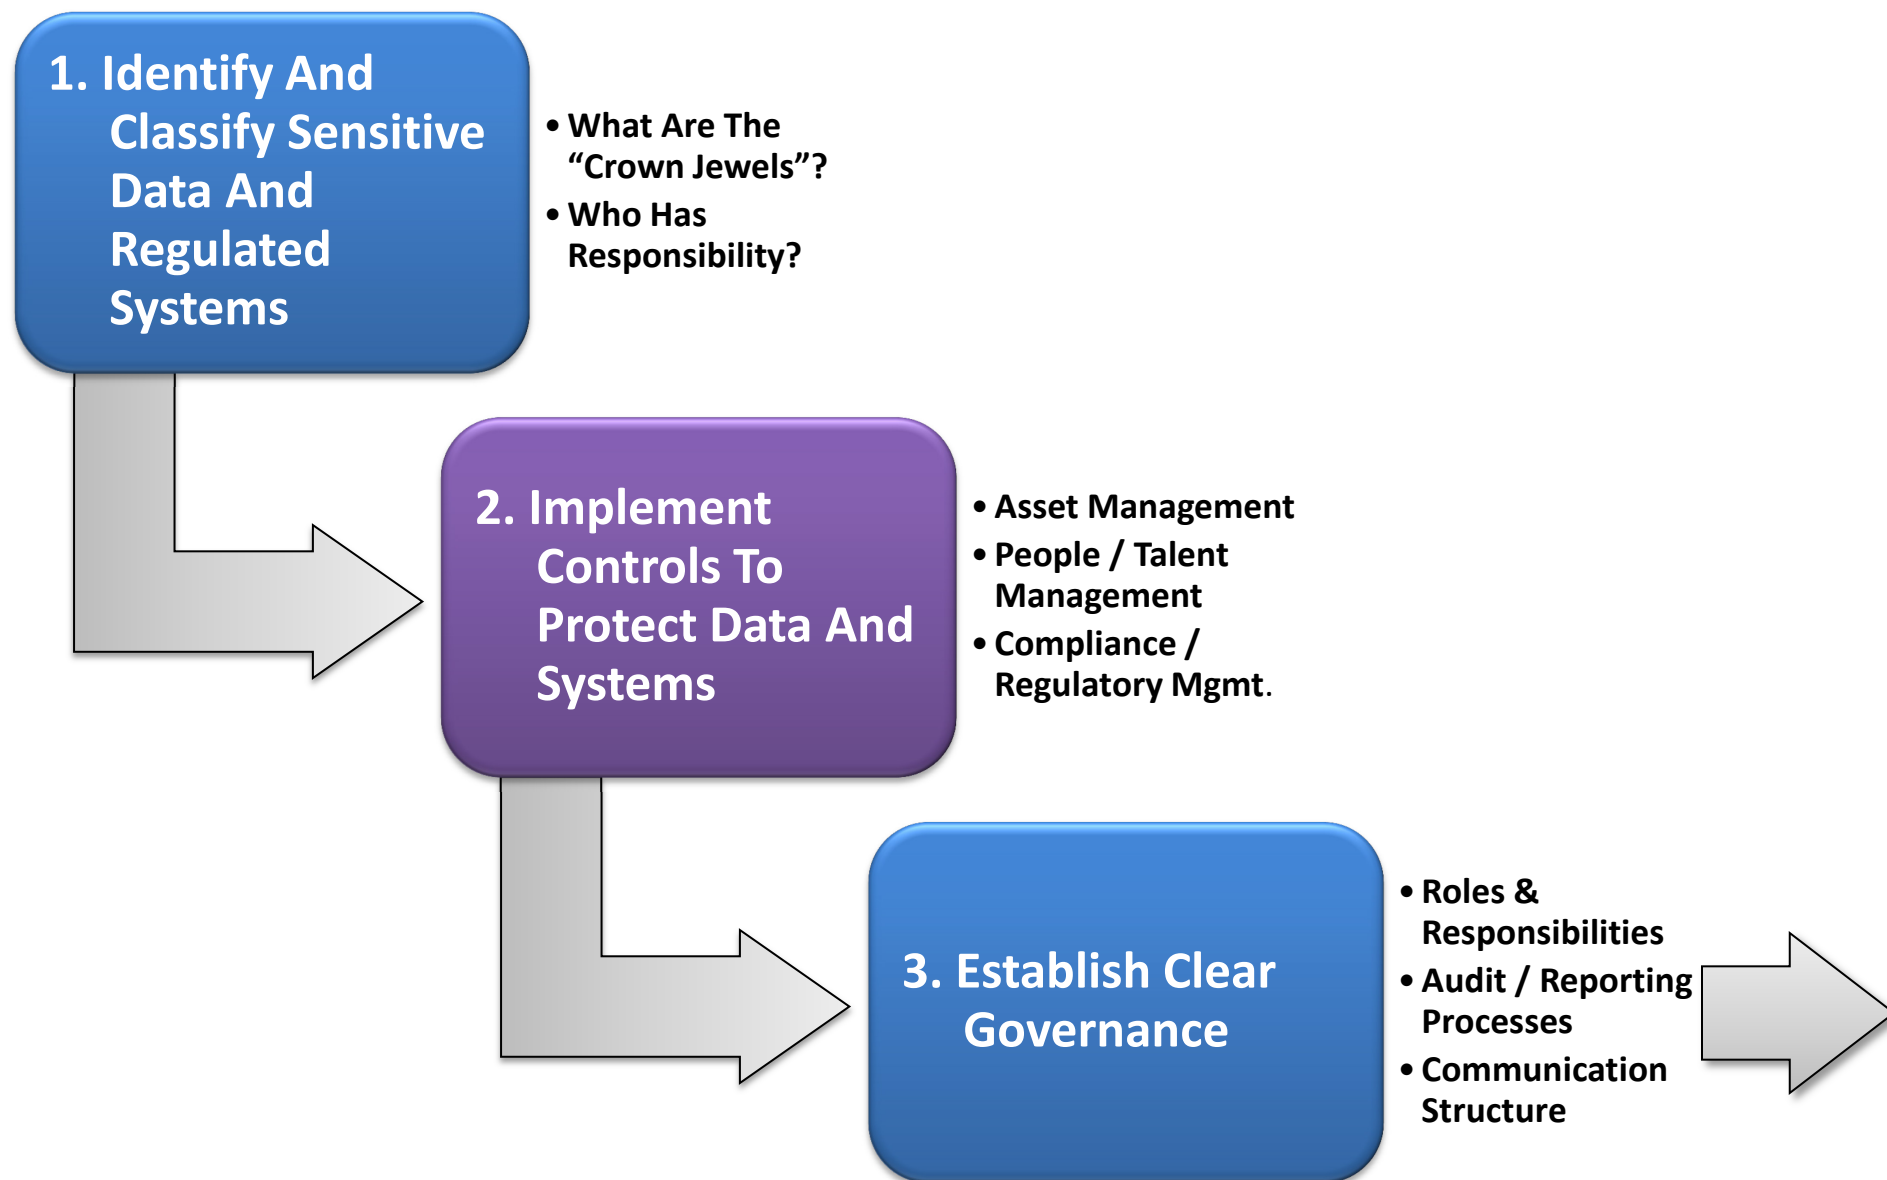 1. Identify And
Classify Sensitive
Data And
Regulated
Systems
• What Are The
“Crown Jewels”?
• Who Has
Responsibility?
2. Implement
Controls To
Protect Data And
Systems
• Asset Management
• People / Talent
Management
• Compliance /
Regulatory Mgmt.
3. Establish Clear
Governance
• Roles &
Responsibilities
• Audit / Reporting
Processes
• Communication
Structure